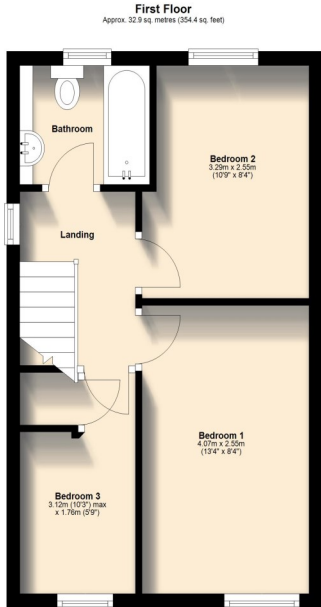 First Floor
Approx. 32.9 sq. metres (354.4 sq. feet)
Bathroom
Bedroom 2
3.29m x 2.55m
(10'9" x 8'4")
Landing
Bedroom 1
4.07m x 2.55m
(13'4" x 8'4")
Bedroom 3
3.12m (10'3") max
x 1.76m (5'9")